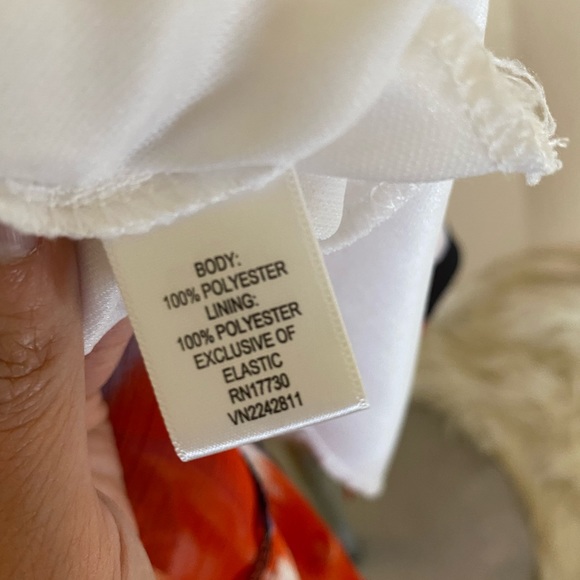 BODY:
100% POLYESTER
LINING:
100% POLYESTER
EXCLUSIVE OF
ELASTIC
RN17730
VN2242811